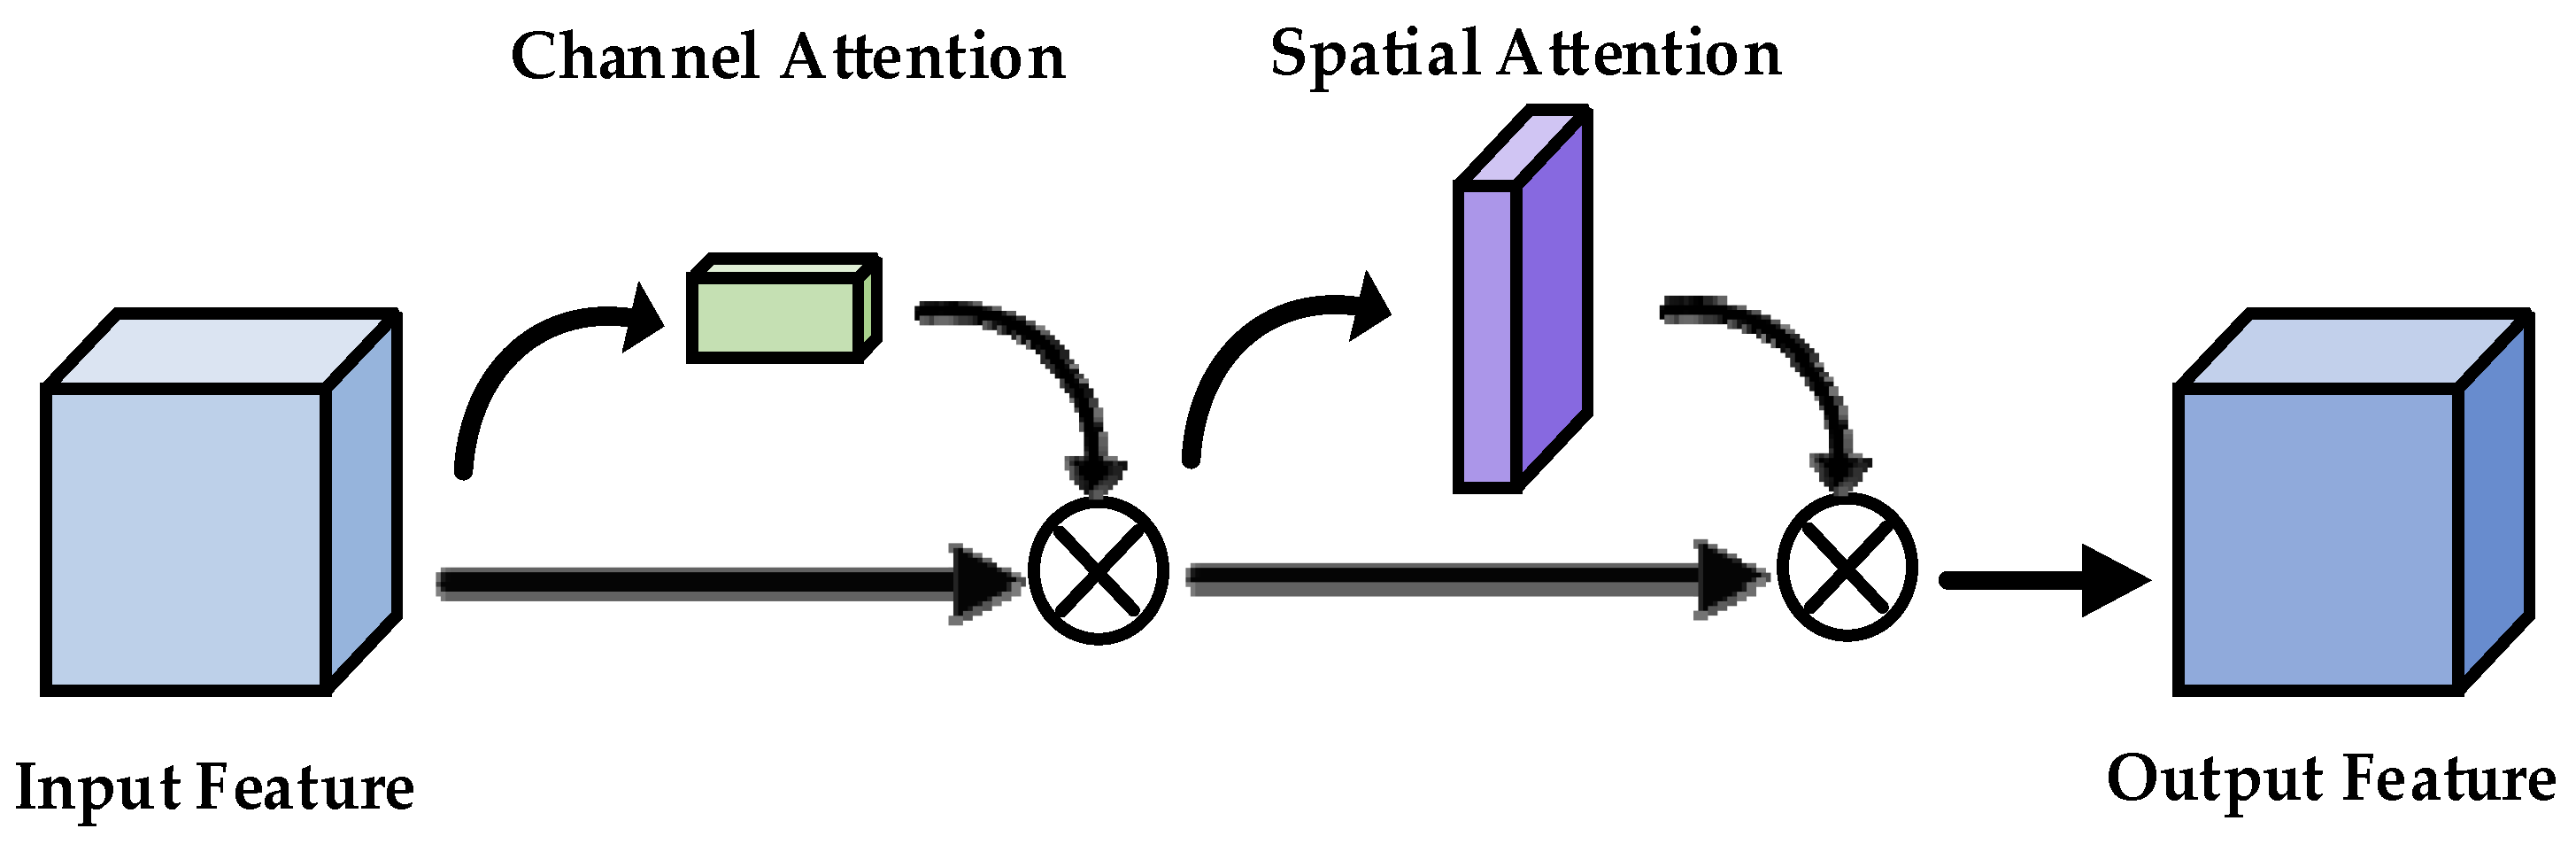 Channel Attention
Spatial Attention
Input Feature
Output Feature